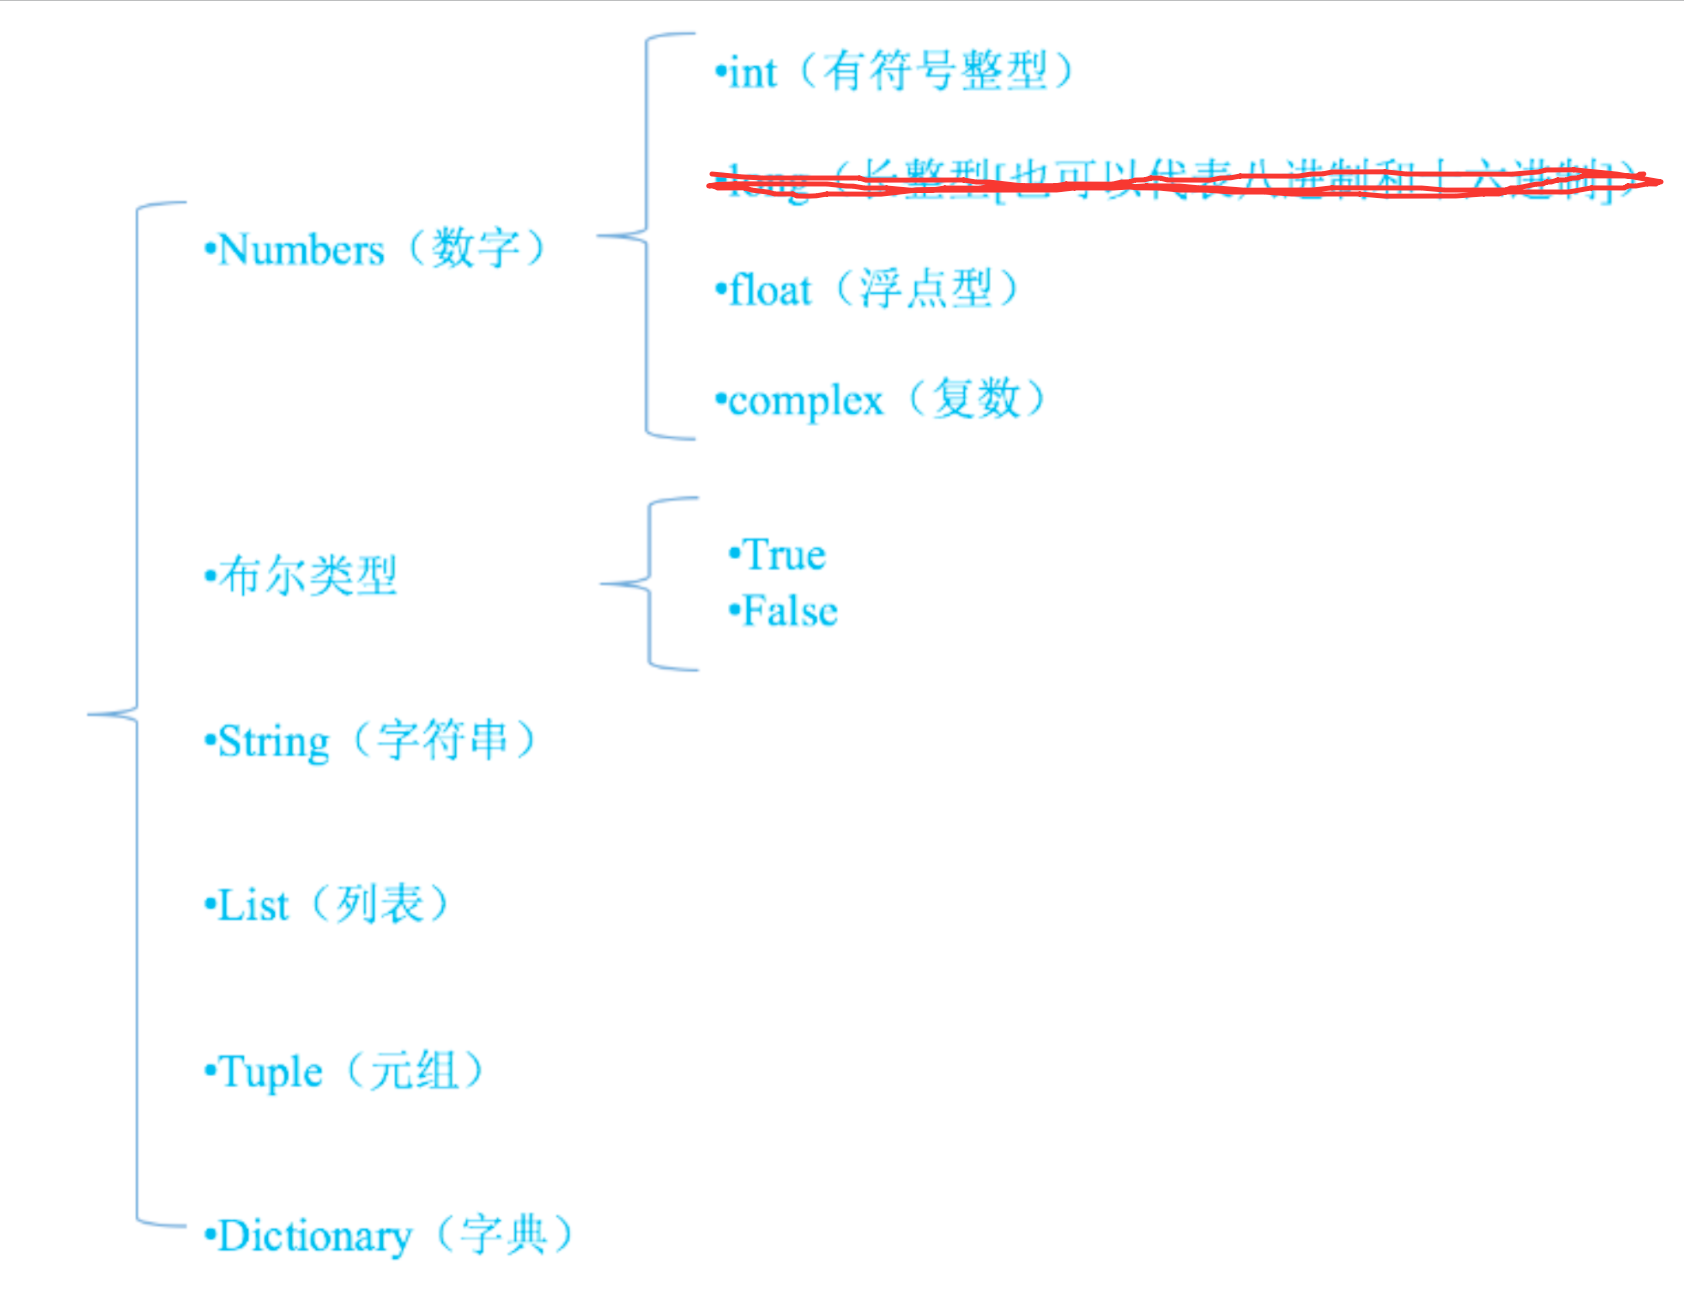 •int（有符号整型）
•long（长整型[也可以代表八进制和十六进制]）
•Numbers（数字）
•float（浮点型）
•complex（复数）
•布尔类型
•True
•False
•String（字符串）
•List（列表）
•Tuple（元组）
•Dictionary（字典）